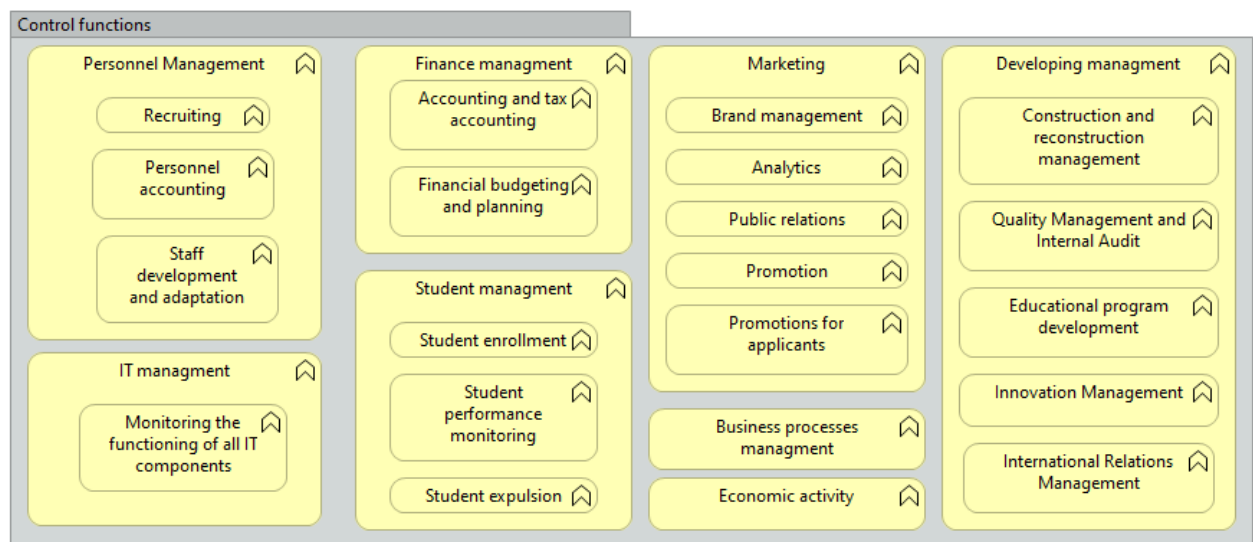 Control functions
Personnel Management
Recruiting
Personnel
accounting
Staff
development
and adaptation
IT managment
Monitoring the
functioning of all IT
components
Finance managment
Accounting and tax
accounting
Financial budgeting
and planning
Student managment
Student enrollment
Student
performance
monitoring
Student expulsion
Marketing
Brand management
Analytics
Public relations
Promotion
Promotions for
applicants
Business processes
managment
Economic activity
Developing managment
Construction and
reconstruction
management
Quality Management and
Internal Audit
Educational program
development
Innovation Management
International Relations
Management